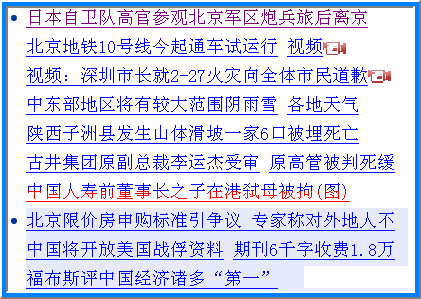 日本自卫队高官参观北京军区炮兵旅后离京
北京地铁10号线今起通车试运行 视频
视频：深圳市长就2-27火灾向全体市民道歉
中东部地区将有较大范围阴雨雪 各地天气
陕西子洲县发生山体滑坡一家6口被埋死亡
古井集团原副总裁李运杰受审 原高管被判死缓
中国人寿前董事长之子在港弑母被拘(图)
北京限价房申购标准引争议 专家称对外地人不
中国将开放美国战俘资料 期刊6千字收费1.8万
福布斯评中国经济诸多“第一”